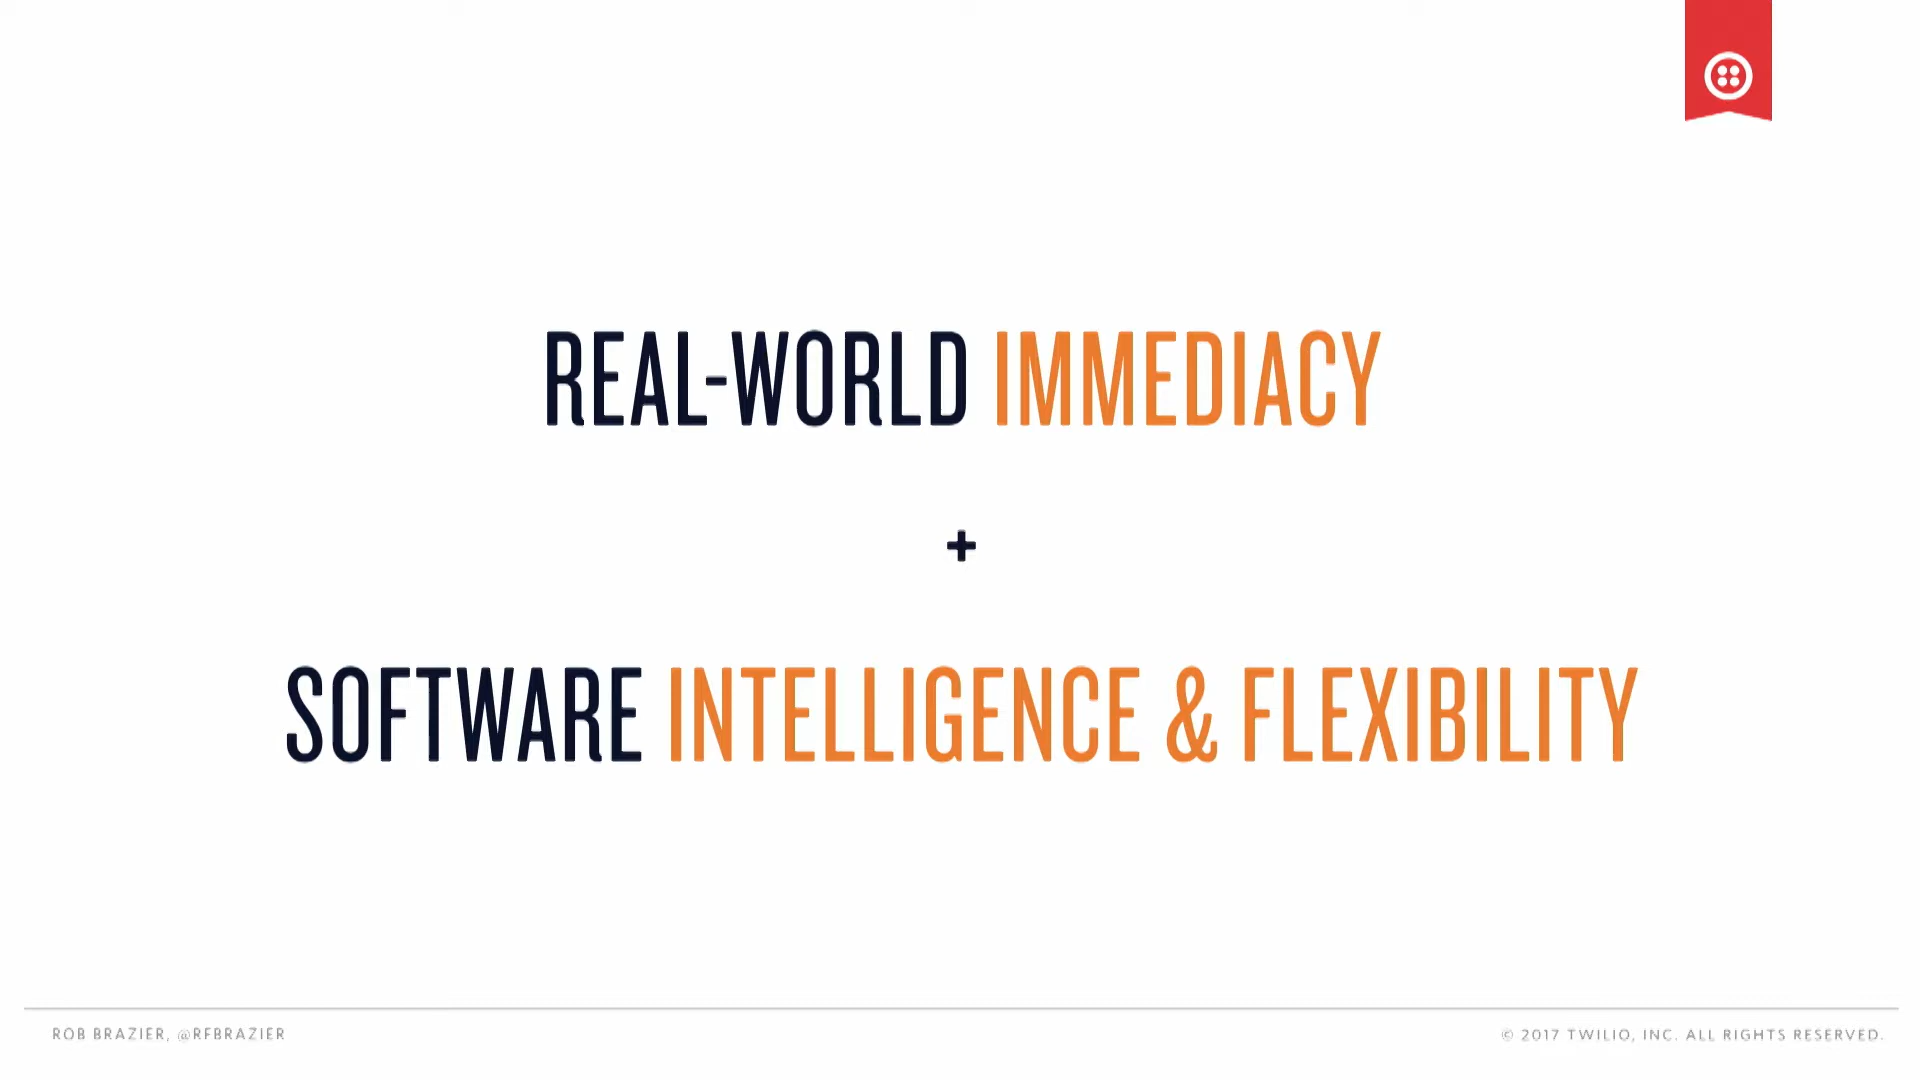 REAL-WORLD IMMEDIACY
+
SOFTWARE INTELLIGENCE & FLEXIBILITY
ROB BRAZIER, @RFBRAZIER
© 2017 TWILIO, INC. ALL RIGHTS RESERVED.